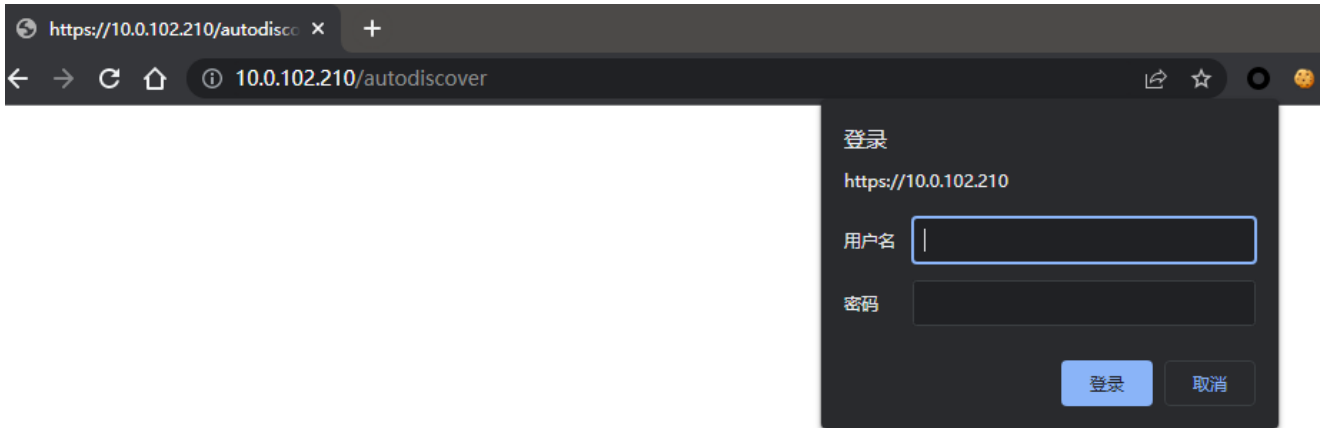 https://10.0.102.210/autodisco
10.0.102.210/autodiscover
登录
https://10.0.102.210
用户名
密码
登录 取消